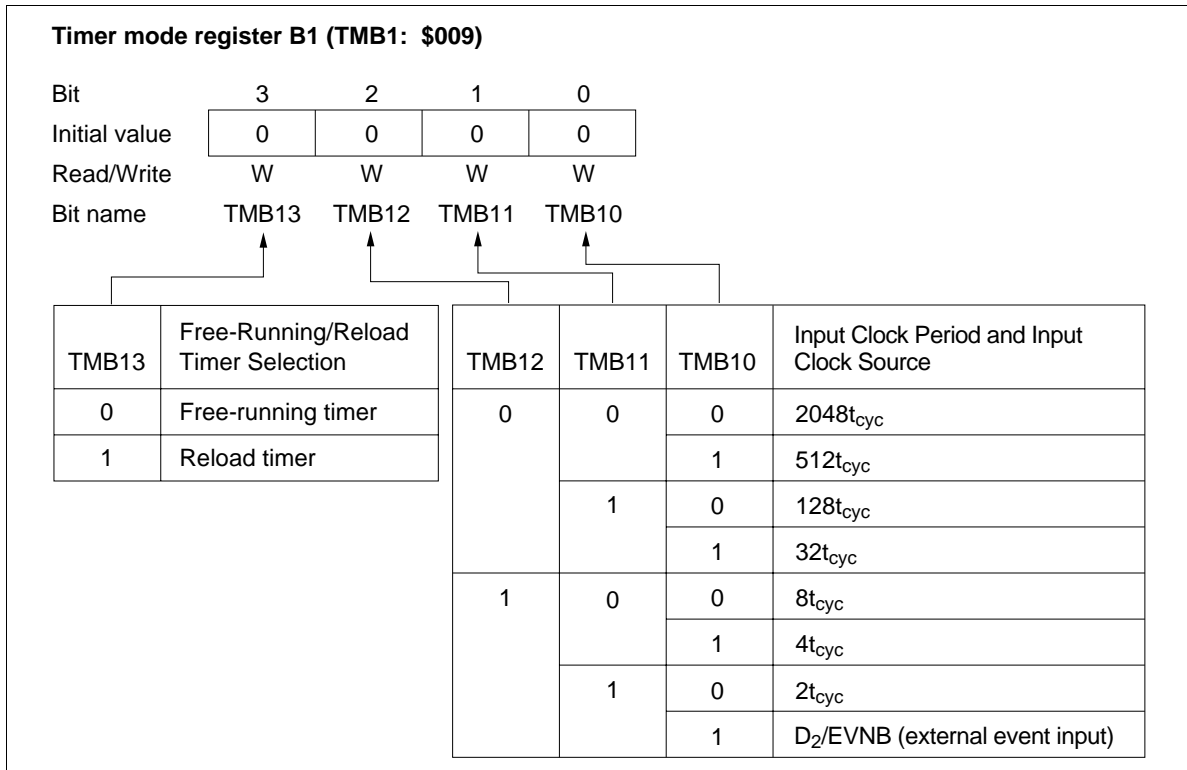 Timer mode register B1 (TMB1: $009)
Bit 3 2 1 0
Initial value 0 0 0 0
Read/Write W W W W
Bit name TMB13 TMB12 TMB11 TMB10
TMB13 Free-Running/Reload Timer Selection
0 Free-running timer
1 Reload timer
TMB12 TMB11 TMB10 Input Clock Period and Input Clock Source
0 0 0 2048tcyc
1 512tcyc
1 0 128tcyc
1 32tcyc
1 0 0 8tcyc
1 4tcyc
1 0 2tcyc
1 D2/EVNB (external event input)